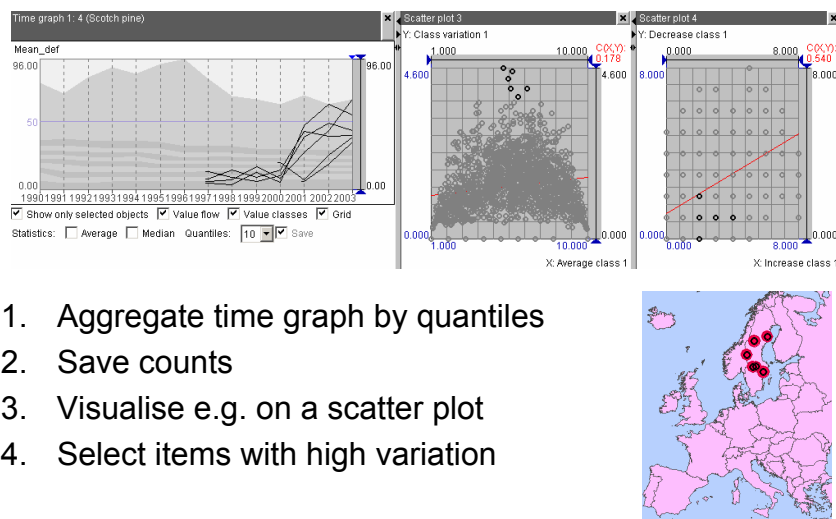 Time graph 1: 4 (Scotch pine)
Mean_def
96.00
96.00
50
0.00
0.00
1990 1991 1992 1993 1994 1995 1996 1997 1998 1999 2000 2001 2002 2003
Show only selected objects Value flow Value classes Grid
Statistics: Average Median Quantiles: 10 Save
Scatter plot 3
Y: Class variation 1
1.000 10.000 C(X,Y):
0.178
4.600 4.600
0.000 0.000
1.000 10.000
X: Average class 1
Scatter plot 4
Y: Decrease class 1
0.000 8.000 C(X,Y):
0.540
8.000 8.000
0.000 0.000
0.000 8.000
X: Increase class 1
1. Aggregate time graph by quantiles
2. Save counts
3. Visualise e.g. on a scatter plot
4. Select items with high variation